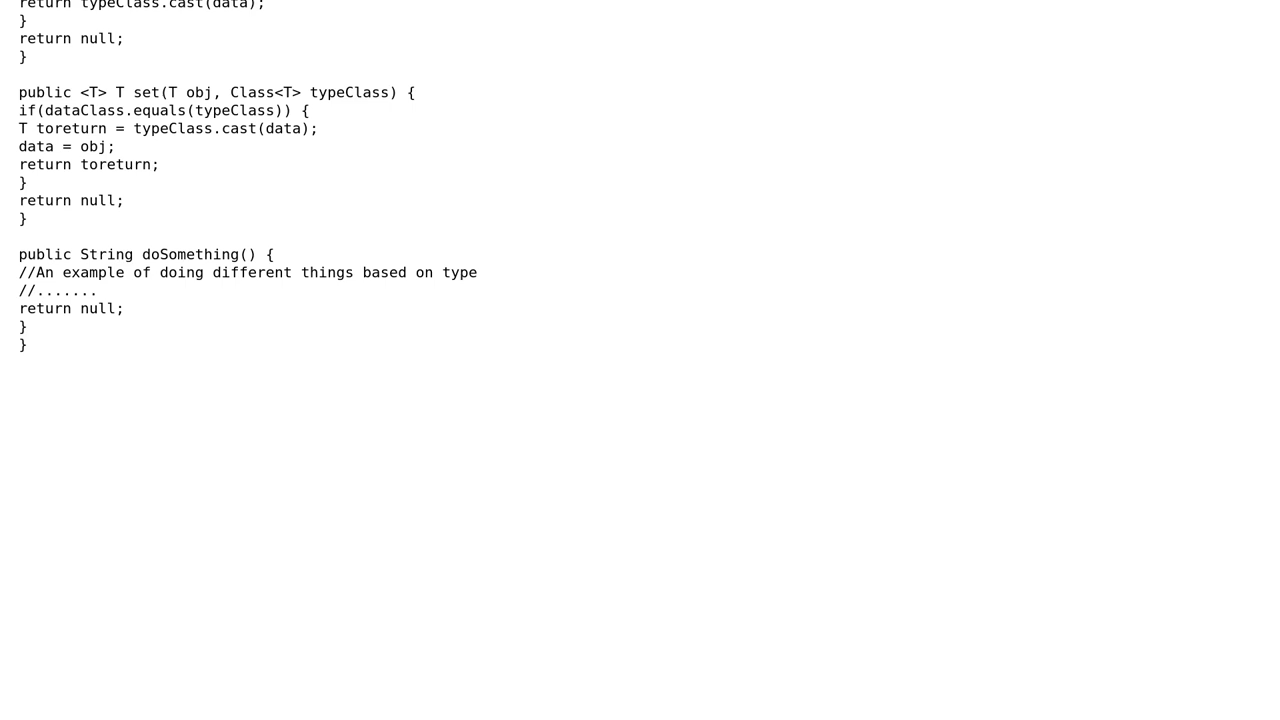 return typeClass.cast(data);
}
return null;
}

public <T> T set(T obj, Class<T> typeClass) {
if(dataClass.equals(typeClass)) {
T toreturn = typeClass.cast(data);
data = obj;
return toreturn;
}
return null;
}

public String doSomething() {
//An example of doing different things based on type
//.......
return null;
}
}